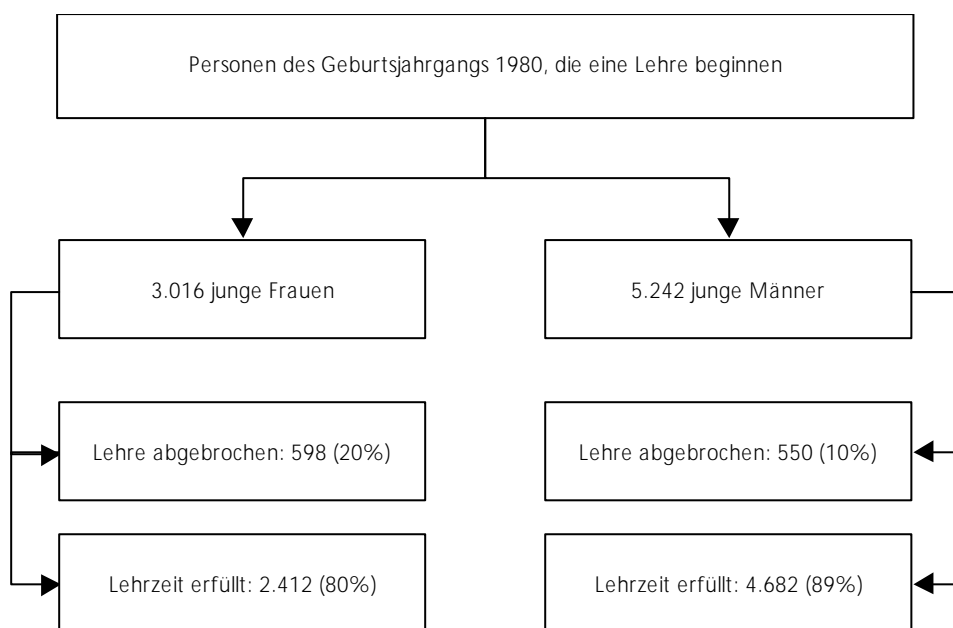 Personen des Geburtsjahrgangs 1980, die eine Lehre beginnen
3.016 junge Frauen
5.242 junge Männer
Lehre abgebrochen: 598 (20%)
Lehre abgebrochen: 550 (10%)
Lehrzeit erfüllt: 2.412 (80%)
Lehrzeit erfüllt: 4.682 (89%)